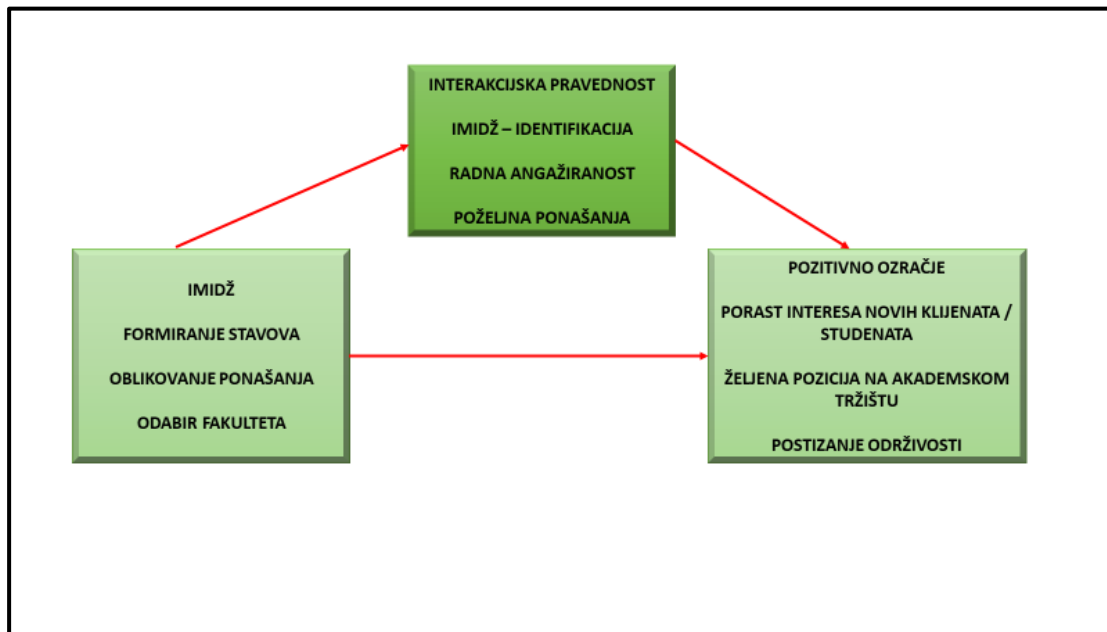 INTERAKCIJSKA PRAVEDNOST
IMIDŽ – IDENTIFIKACIJA
RADNA ANGAŽIRANOST
POŽELJNA PONAŠANJA
IMIDŽ
FORMIRANJE STAVOVA
OBLIKOVANJE PONAŠANJA
ODABIR FAKULTETA
POZITIVNO OZRAČJE
PORAST INTERESA NOVIH KLIJENATA /
STUDENATA
ŽELJENA POZICIJA NA AKADEMSKOM
TRŽIŠTU
POSTIZANJE ODRŽIVOSTI